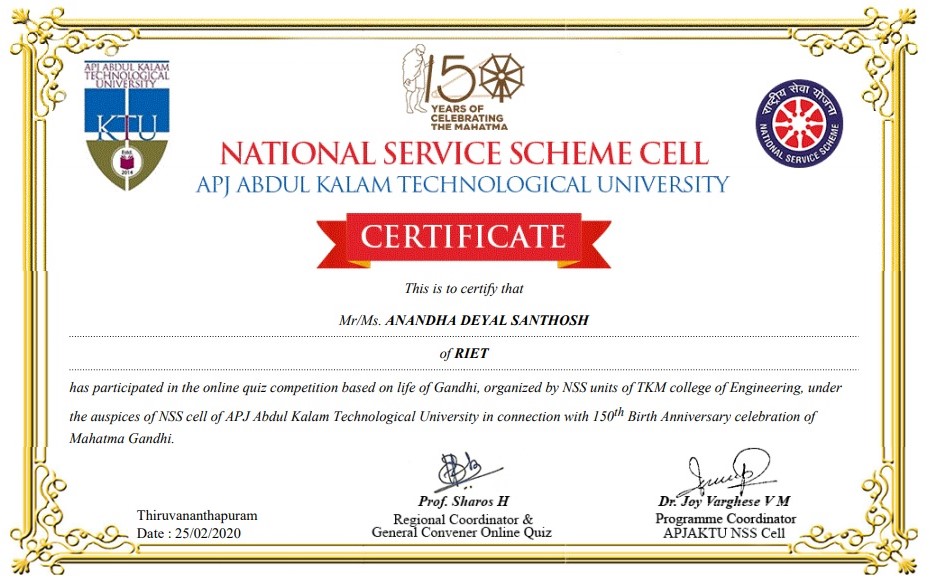 APJ ABDUL KALAM
TECHNOLOGICAL
UNIVERSITY
KTU
Estd.
2014
150
YEARS OF
CELEBRATING
THE MAHATMA
राष्ट्रीय सेवा योजना
NATIONAL SERVICE SCHEME
NATIONAL SERVICE SCHEME CELL
APJ ABDUL KALAM TECHNOLOGICAL UNIVERSITY
CERTIFICATE
This is to certify that
Mr/Ms. ANANDHA DEYAL SANTHOSH
of RIET
has participated in the online quiz competition based on life of Gandhi, organized by NSS units of TKM college of Engineering, under
the auspices of NSS cell of APJ Abdul Kalam Technological University in connection with 150th Birth Anniversary celebration of
Mahatma Gandhi.
Prof. Sharos H
Regional Coordinator &
General Convener Online Quiz
Dr. Joy Varghese V M
Programme Coordinator
APJAKTU NSS Cell
Thiruvananthapuram
Date : 25/02/2020